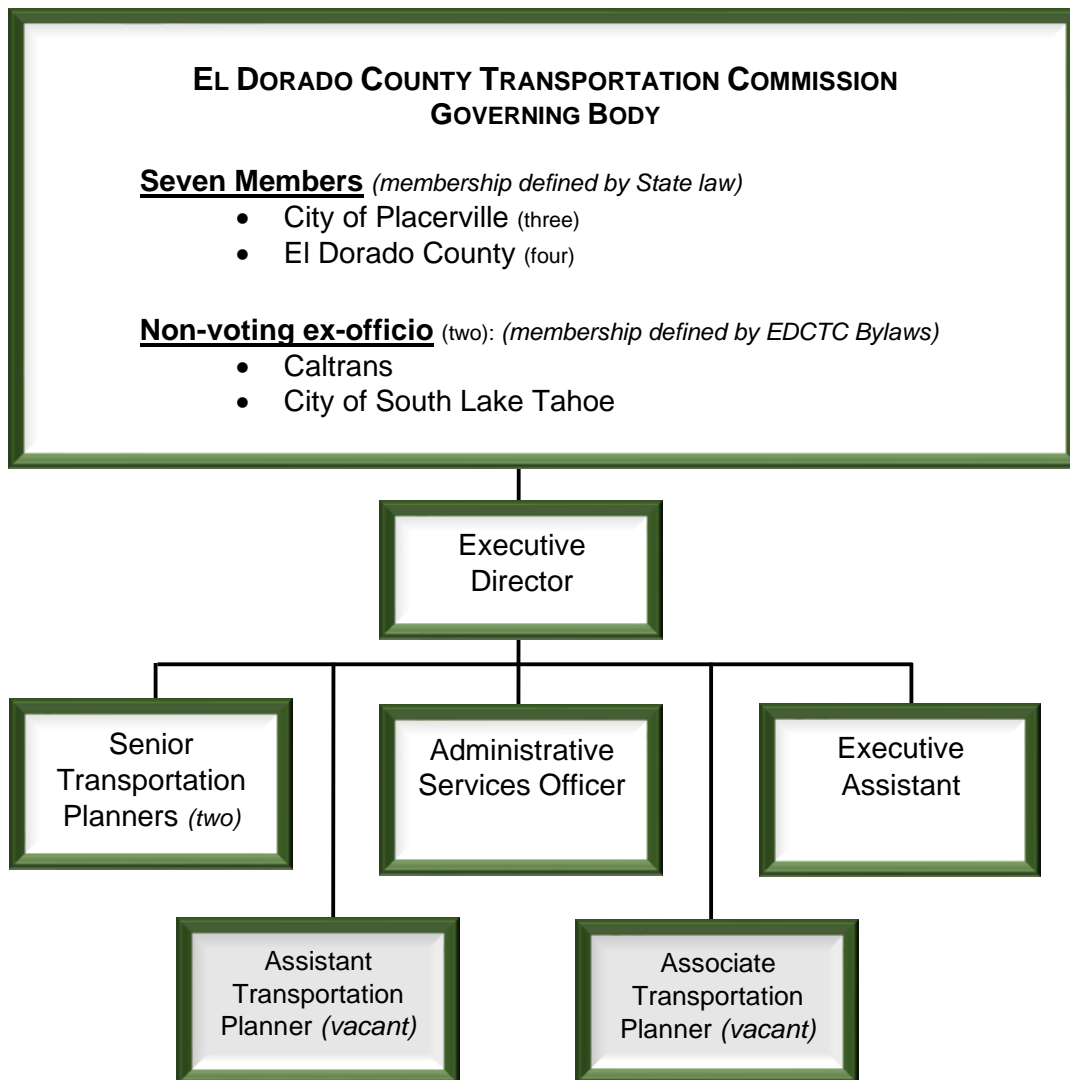 EL DORADO COUNTY TRANSPORTATION COMMISSION
GOVERNING BODY
Seven Members (membership defined by State law)
• City of Placerville (three)
• El Dorado County (four)
Non-voting ex-officio (two): (membership defined by EDCTC Bylaws)
• Caltrans
• City of South Lake Tahoe
Executive
Director
Senior
Transportation
Planners (two)
Administrative
Services Officer
Executive
Assistant
Assistant
Transportation
Planner (vacant)
Associate
Transportation
Planner (vacant)